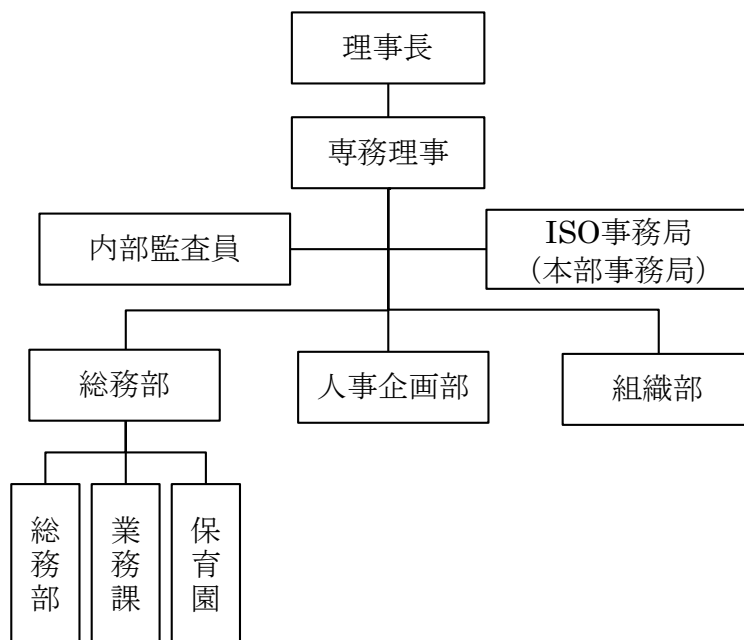 理事長
専務理事
内部監査員
ISO事務局
（本部事務局）
総務部
人事企画部
組織部
総務部
業務課
保育園